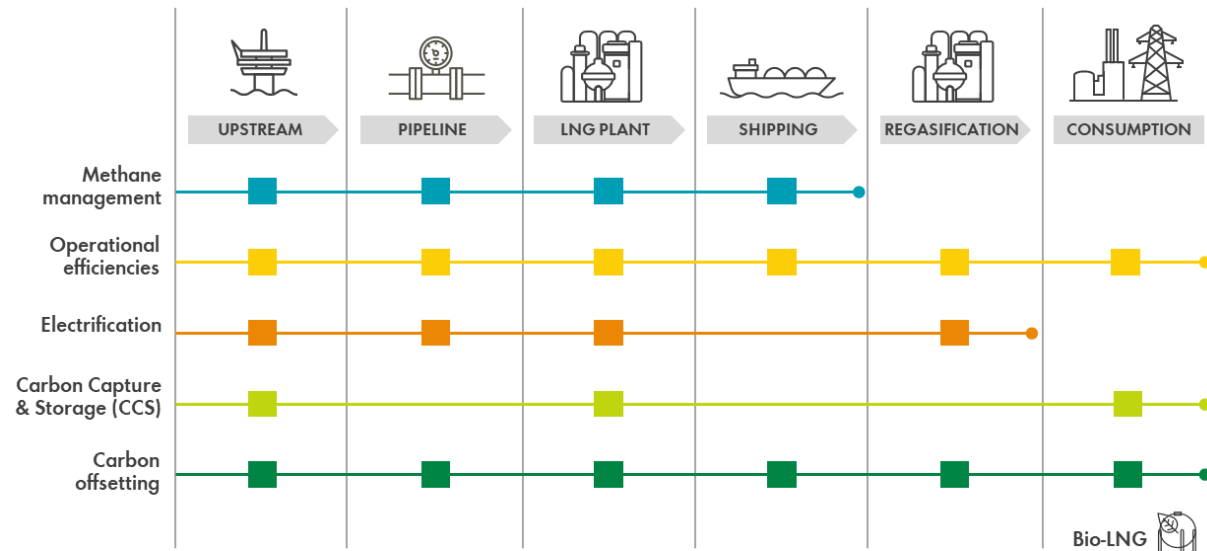 UPSTREAM
PIPELINE
LNG PLANT
SHIPPING
REGASIFICATION
CONSUMPTION
Methane
management
Operational
efficiencies
Electrification
Carbon Capture
& Storage (CCS)
Carbon
offsetting
Bio-LNG